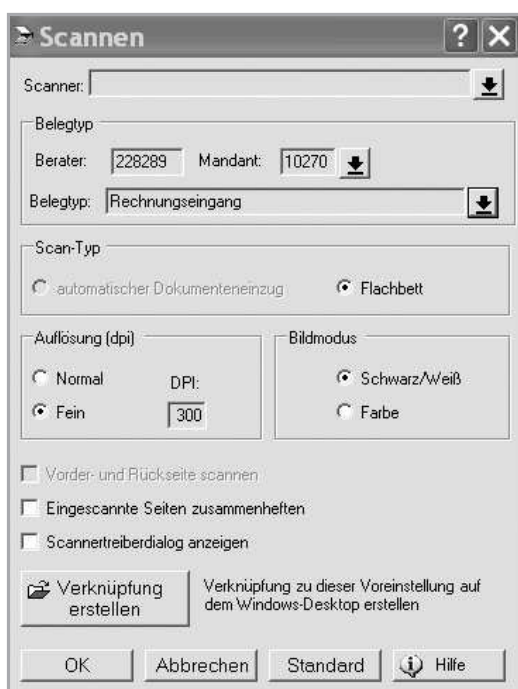 Scannen
Scanner:
Belegtyp
Berater: 228289 Mandant: 10270
Belegtyp: Rechnungseingang
Scan-Typ
automatischer Dokumenteneinzug Flachbett
Auflösung (dpi) Bildmodus
Normal DPI: Schwarz/Weiß
Fein 300 Farbe
Vorder- und Rückseite scannen
Eingescannte Seiten zusammenheften
Scannertreiberdialog anzeigen
Verknüpfung erstellen Verknüpfung zu dieser Voreinstellung auf
dem Windows-Desktop erstellen
OK Abbrechen Standard Hilfe